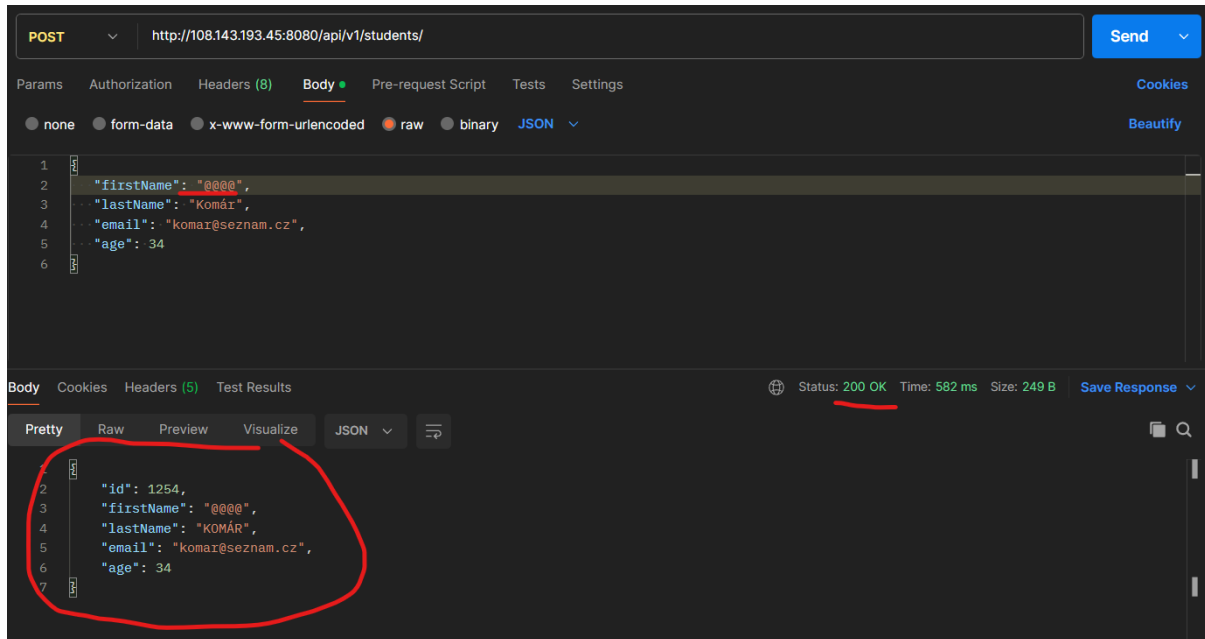 POST http://108.143.193.45:8080/api/v1/students/ Send
Params Authorization Headers (8) Body Pre-request Script Tests Settings Cookies
none form-data x-www-form-urlencoded raw binary JSON Beautify
1 {
2 "firstName": "@@@@",
3 "lastName": "Komár",
4 "email": "komar@seznam.cz",
5 "age": 34
6 }
Body Cookies Headers (5) Test Results Status: 200 OK Time: 582 ms Size: 249 B Save Response
Pretty Raw Preview Visualize JSON
1 {
2 "id": 1254,
3 "firstName": "@@@@",
4 "lastName": "KOMÁR",
5 "email": "komar@seznam.cz",
6 "age": 34
7 }